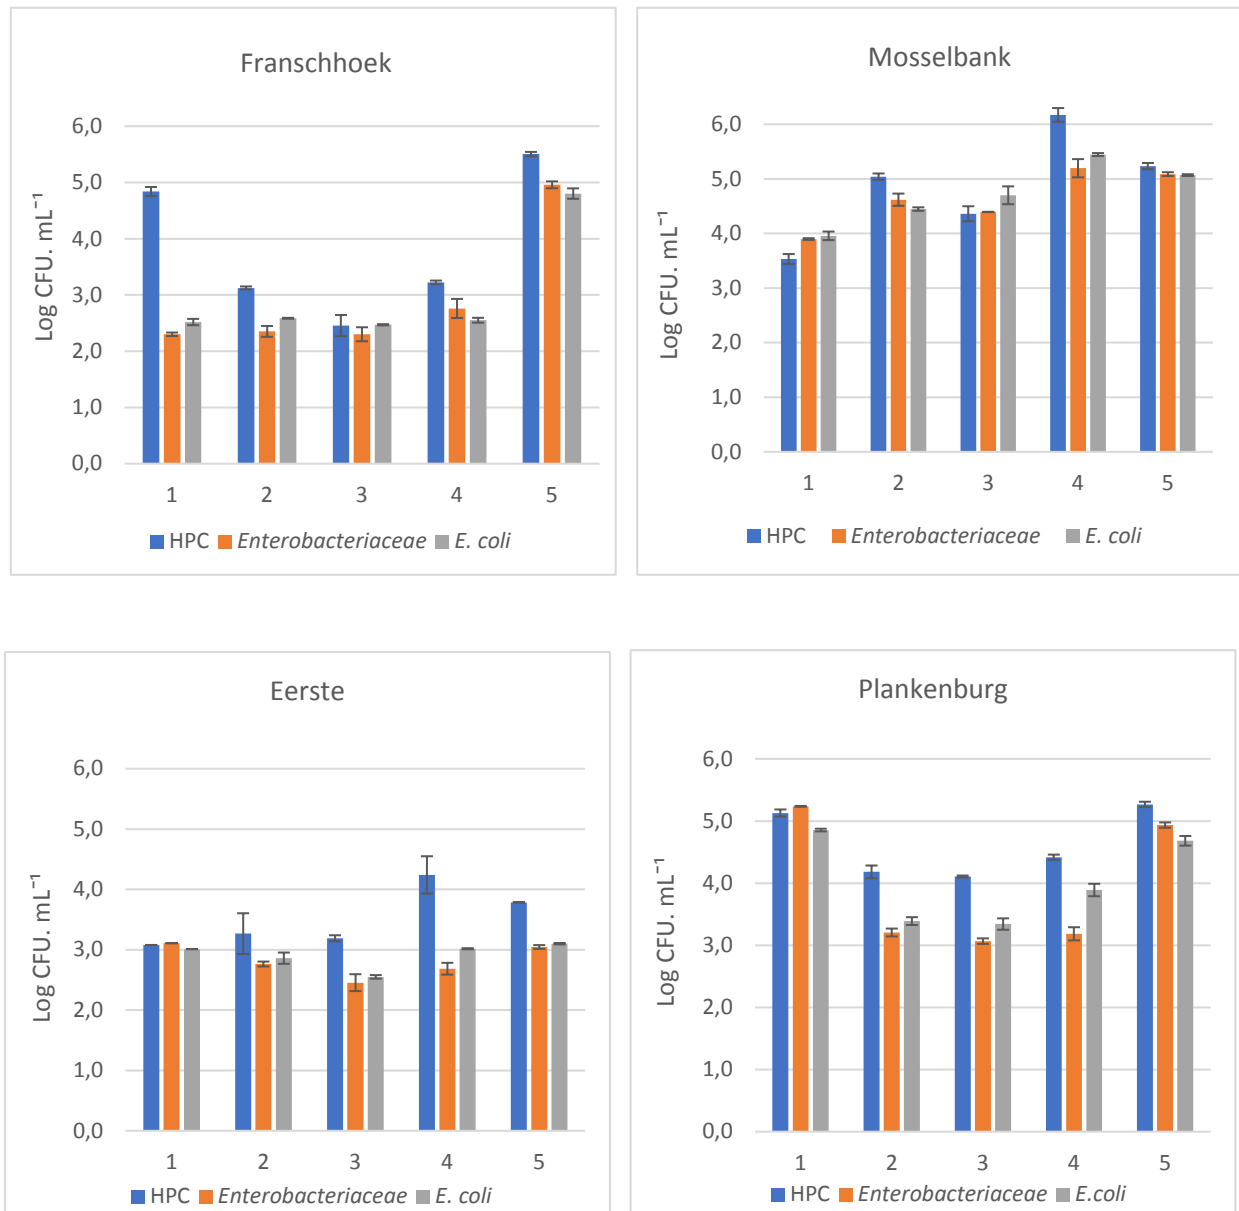 Franschhoek
Log CFU. mL⁻¹
6,0
5,0
4,0
3,0
2,0
1,0
0,0
1 2 3 4 5
HPC Enterobacteriaceae E. coli
Mosselbank
Log CFU. mL⁻¹
6,0
5,0
4,0
3,0
2,0
1,0
0,0
1 2 3 4 5
HPC Enterobacteriaceae E. coli
Eerste
Log CFU. mL⁻¹
6,0
5,0
4,0
3,0
2,0
1,0
0,0
1 2 3 4 5
HPC Enterobacteriaceae E. coli
Plankenburg
Log CFU. mL⁻¹
6,0
5,0
4,0
3,0
2,0
1,0
0,0
1 2 3 4 5
HPC Enterobacteriaceae E.coli